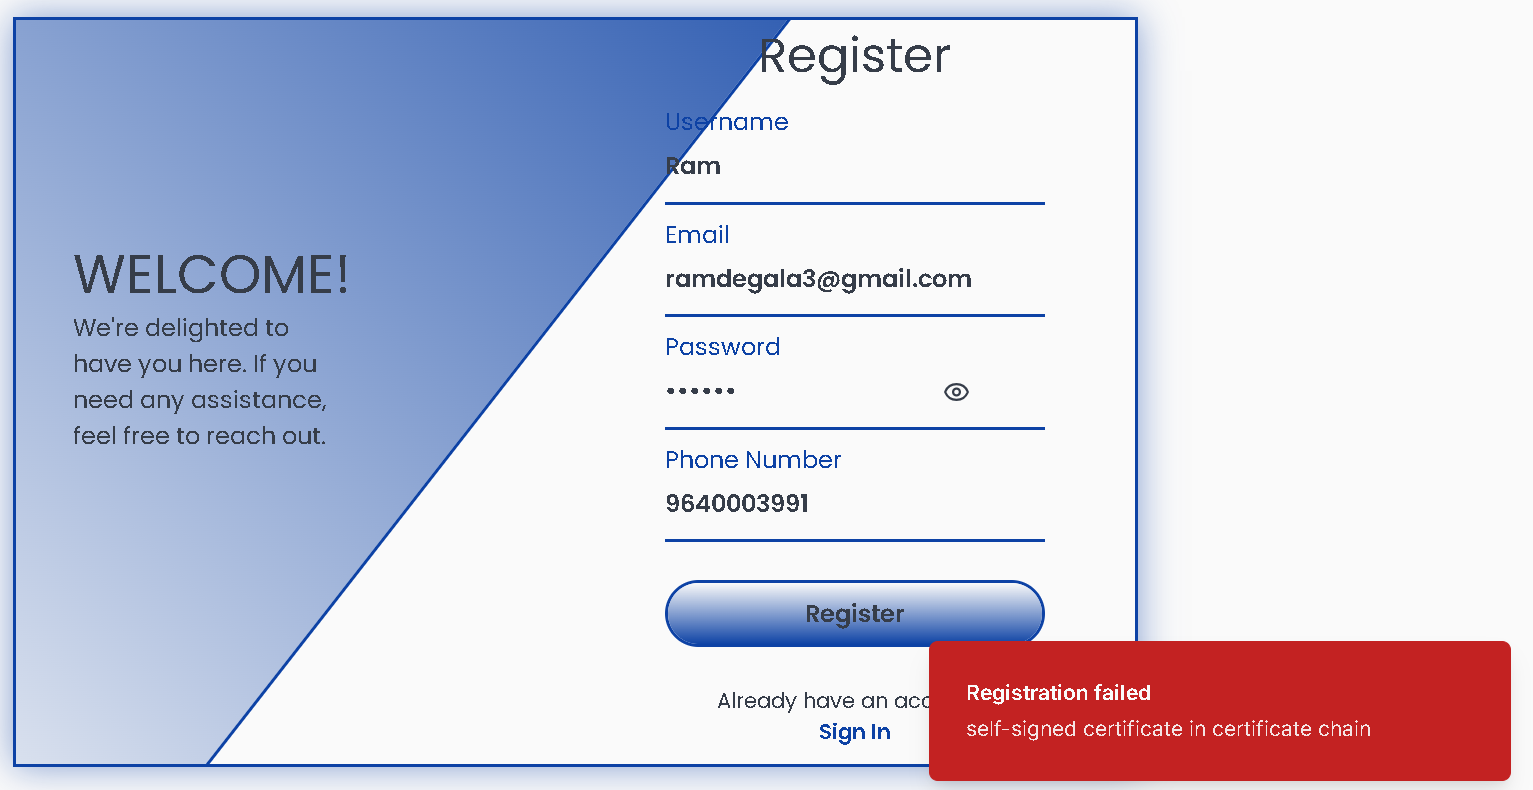 Register
Username
Ram
Email
ramdegala3@gmail.com
WELCOME!
We're delighted to
have you here. If you
need any assistance,
feel free to reach out.
Password
••••••
Phone Number
9640003991
Register
Already have an acc
Sign In
Registration failed
self-signed certificate in certificate chain